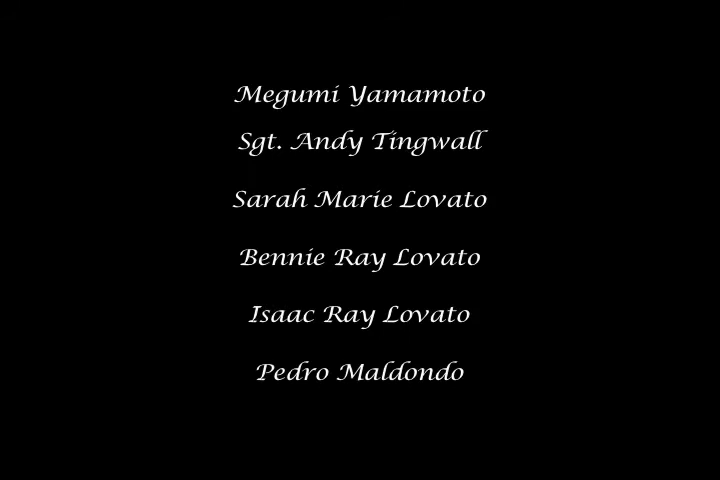 Megumi Yamamoto
Sgt. Andy Tingwall
Sarah Marie Lovato
Bennie Ray Lovato
Isaac Ray Lovato
Pedro Maldondo